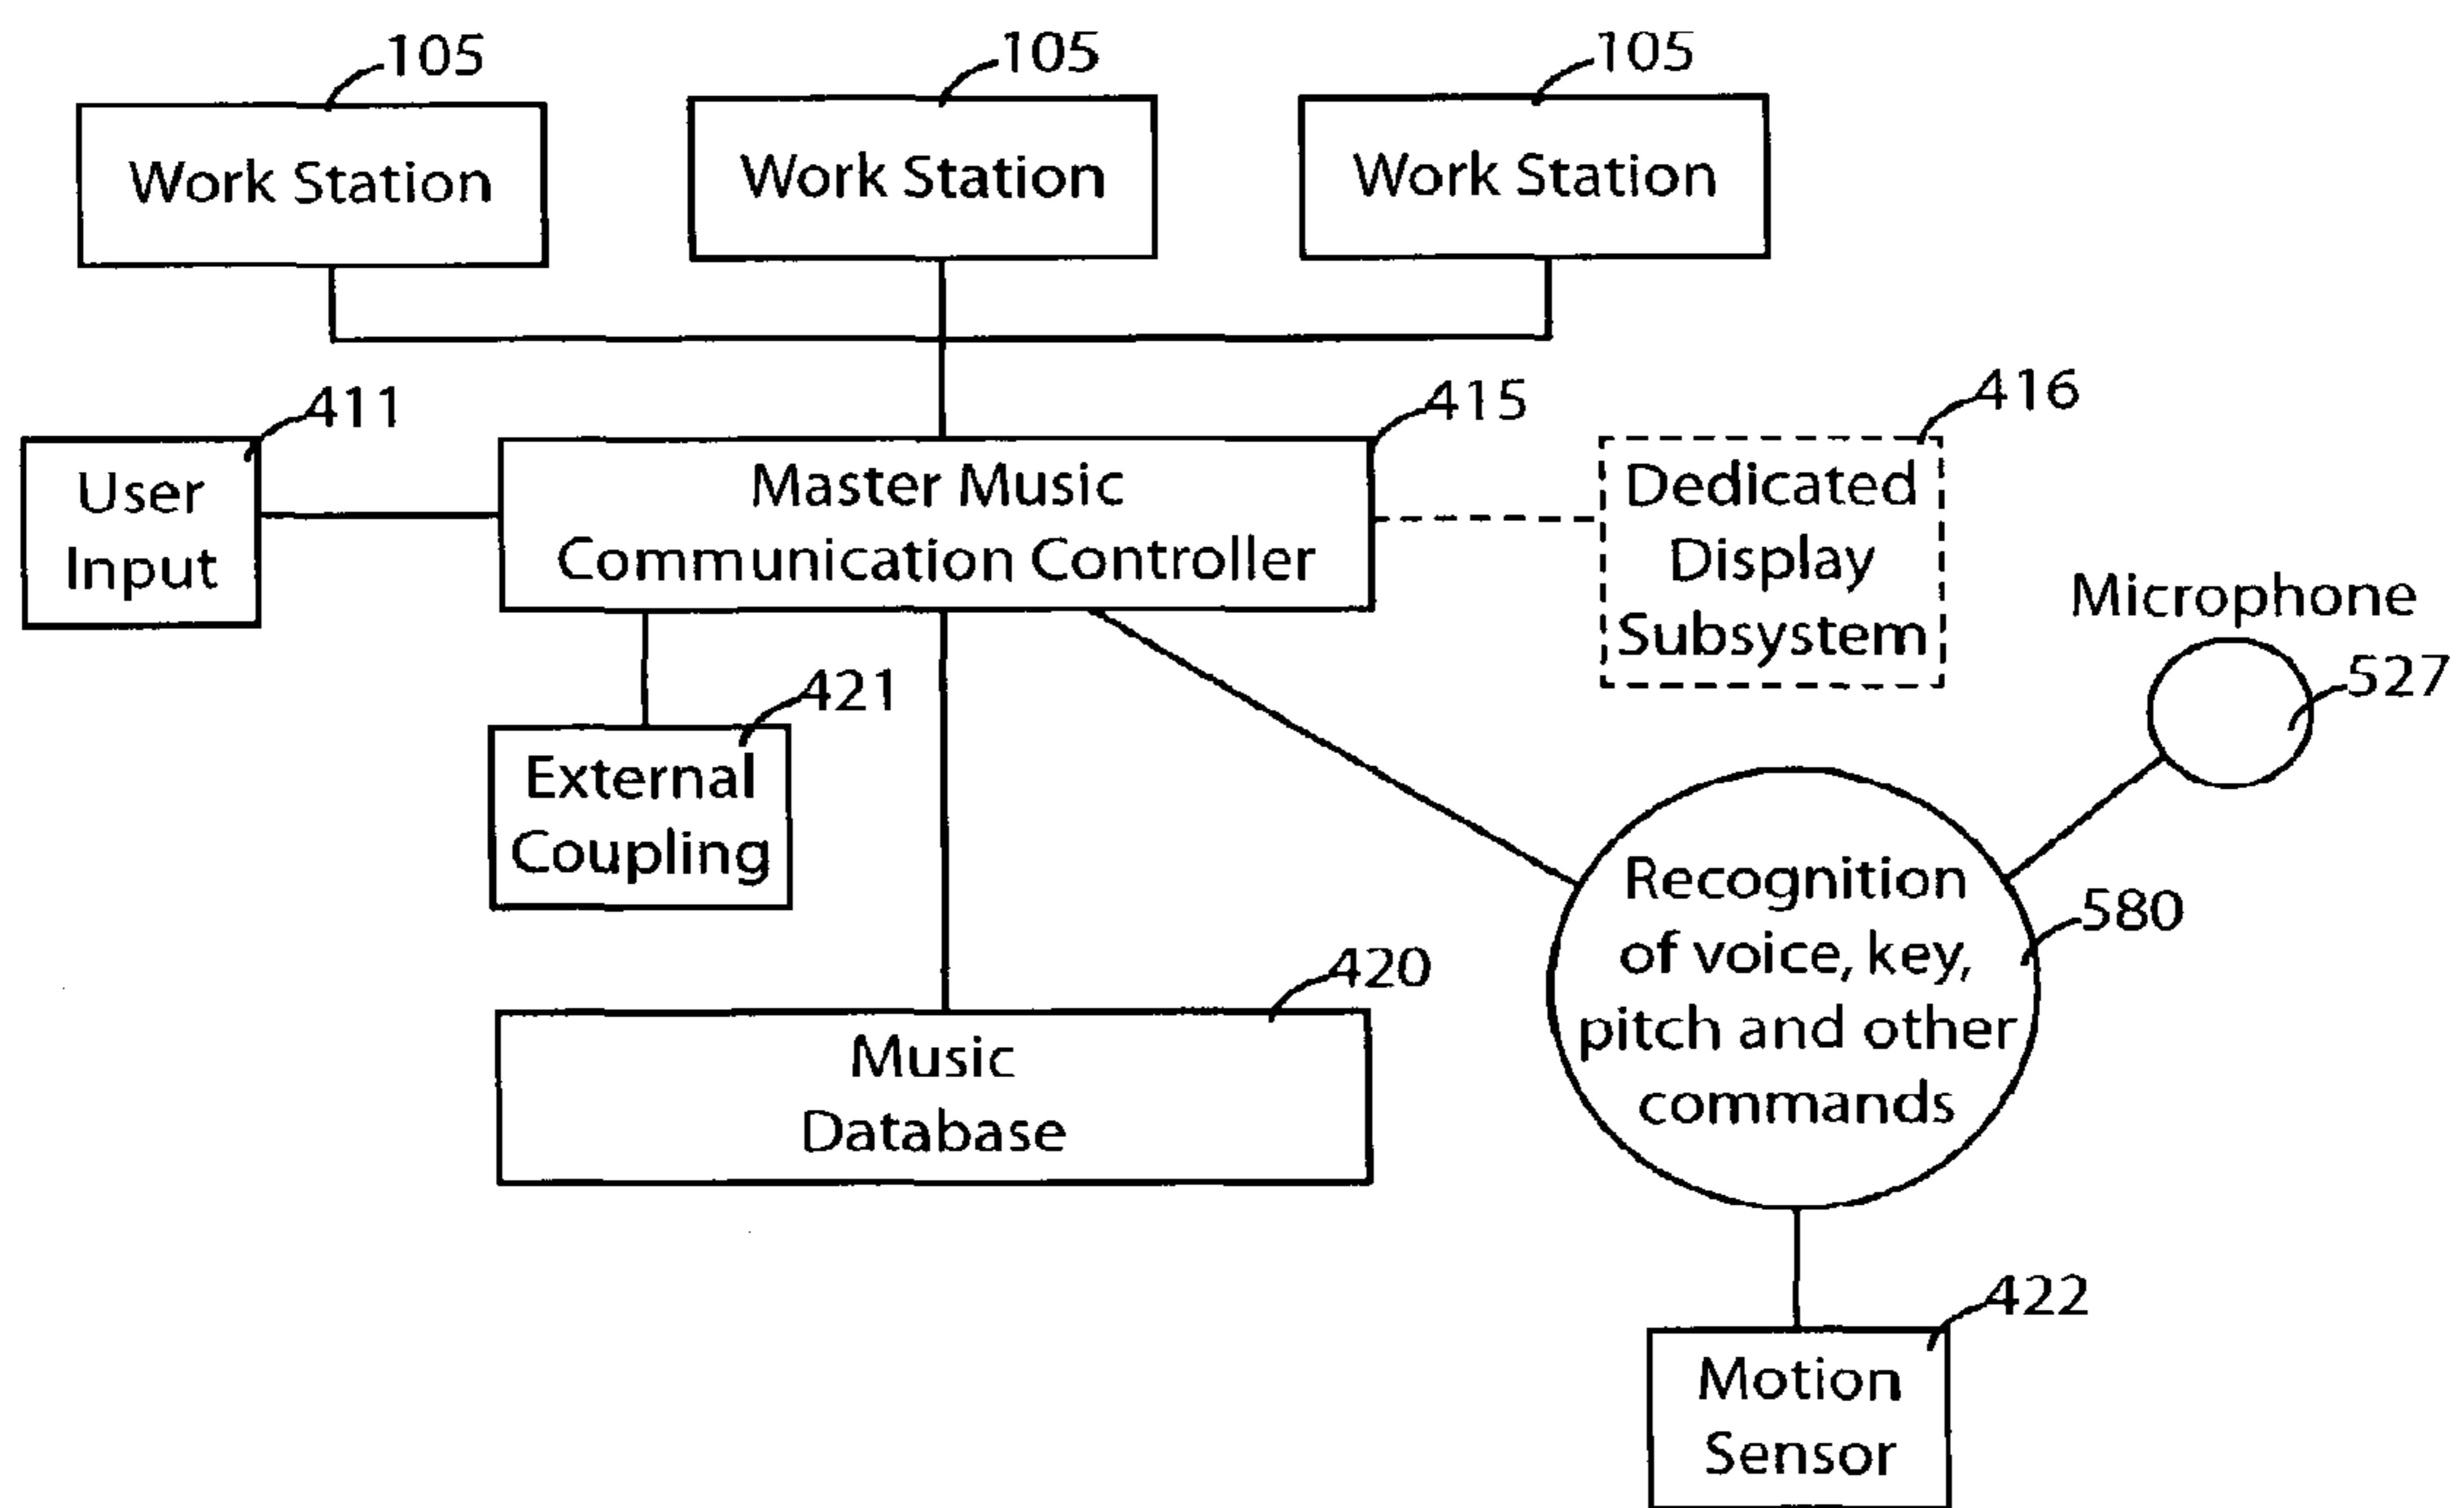 105
105
105
Work Station
Work Station
Work Station
411
415
416
User
Input
Master Music
Communication Controller
Dedicated
Display
Subsystem
Microphone
527
421
External
Coupling
Recognition
of voice, key,
pitch and other
commands
580
420
Music
Database
422
Motion
Sensor